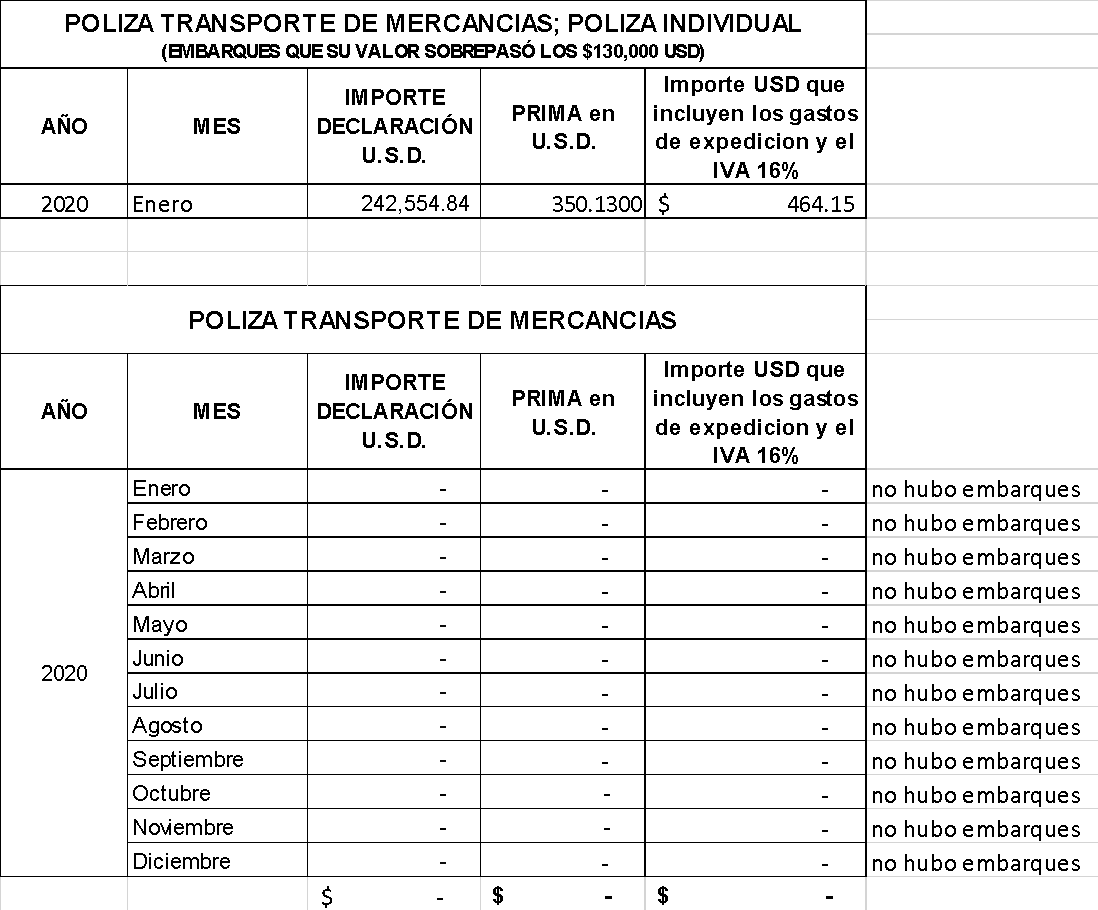 POLIZA TRANSPORTE DE MERCANCIAS; POLIZA INDIVIDUAL
(EMBARQUES QUE SU VALOR SOBREPASÓ LOS $130,000 USD)
AÑO
MES
IMPORTE
DECLARACIÓN
U.S.D.
PRIMA en
U.S.D.
Importe USD que
incluyen los gastos
de expedicion y el
IVA 16%
2020 Enero 242,554.84 350.1300 $ 464.15
POLIZA TRANSPORTE DE MERCANCIAS
AÑO
MES
IMPORTE
DECLARACIÓN
U.S.D.
PRIMA en
U.S.D.
Importe USD que
incluyen los gastos
de expedicion y el
IVA 16%
2020
Enero - - - no hubo embarques
Febrero - - - no hubo embarques
Marzo - - - no hubo embarques
Abril - - - no hubo embarques
Mayo - - - no hubo embarques
Junio - - - no hubo embarques
Julio - - - no hubo embarques
Agosto - - - no hubo embarques
Septiembre - - - no hubo embarques
Octubre - - - no hubo embarques
Noviembre - - - no hubo embarques
Diciembre - - - no hubo embarques
$ - $ - $ -